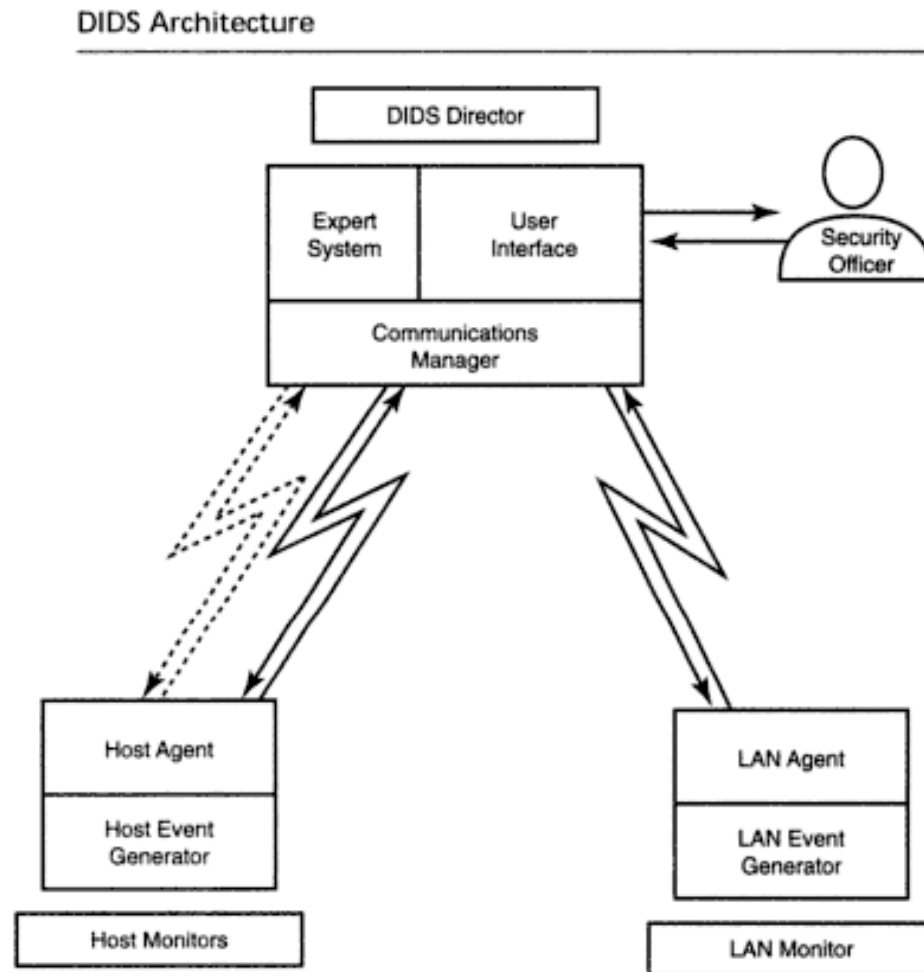 DIDS Architecture
DIDS Director
Expert
System
User
Interface
Security
Officer
Communications
Manager
Host Agent
Host Event
Generator
Host Monitors
LAN Agent
LAN Event
Generator
LAN Monitor